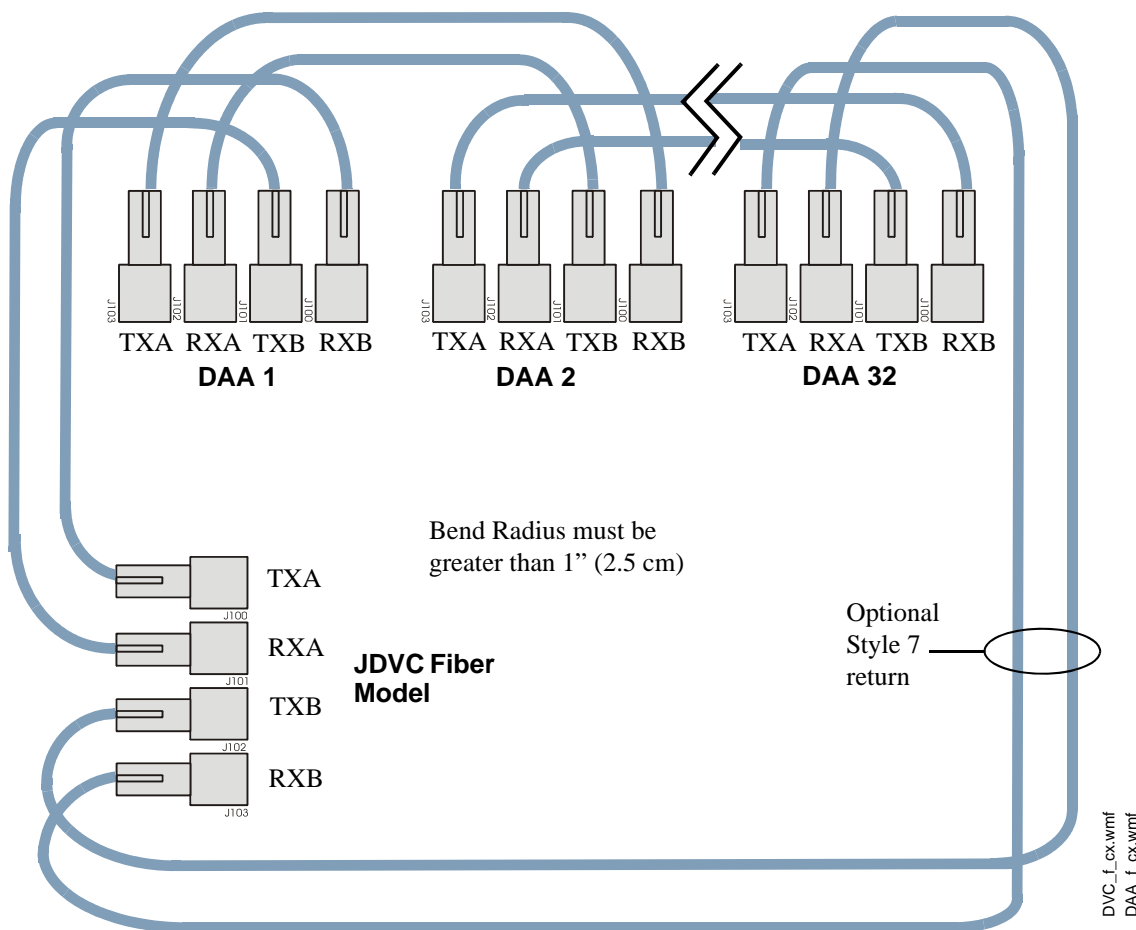 J103 J102 J101 J100
TXA RXA TXB RXB
DAA 1
J103 J102 J101 J100
TXA RXA TXB RXB
DAA 2
J103 J102 J101 J100
TXA RXA TXB RXB
DAA 32
Bend Radius must be
greater than 1” (2.5 cm)
TXA
J100
RXA
J101
TXB
J102
RXB
J103
JDVC Fiber
Model
Optional
Style 7
return
DVC_f_cx.wmf
DAA_f_cx.wmf